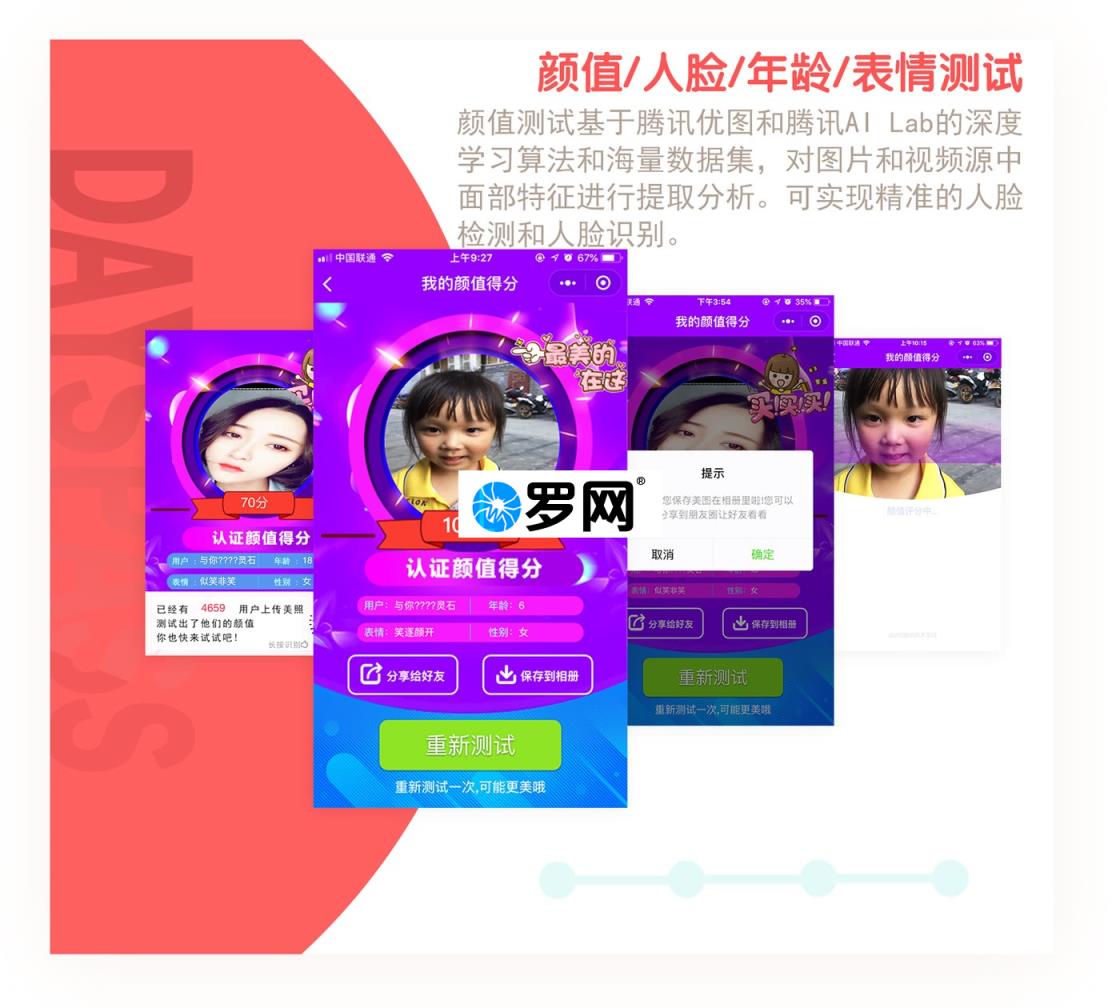 颜值/人脸/年龄/表情测试
颜值测试基于腾讯优图和腾讯AI Lab的深度
学习算法和海量数据集，对图片和视频源中
面部特征进行提取分析。可实现精准的人脸
检测和人脸识别。
70分
认证颜值得分
用户：与你????灵石 年龄：18
表情：似笑非笑 性别：女
已经有 4659 用户上传美照
测试出了他们的颜值
你也快来试试吧！
长按识别
中国联通 上午9:27 67%
我的颜值得分
最美的
在这
10
认证颜值得分
用户：与你????灵石 年龄：6
表情：笑逐颜开 性别：女
分享给好友 保存到相册
重新测试
重新测试一次,可能更美哦
罗网®
联通 下午3:54 35%
我的颜值得分
买!买!买!
提示
您保存美图在相册里啦!您可以
分享到朋友圈让好友看看
取消 确定
表情：似笑非笑 性别：女
分享给好友 保存到相册
重新测试
重新测试一次,可能更美哦
中国联通 上午10:15 63%
我的颜值得分
颜值评分中...